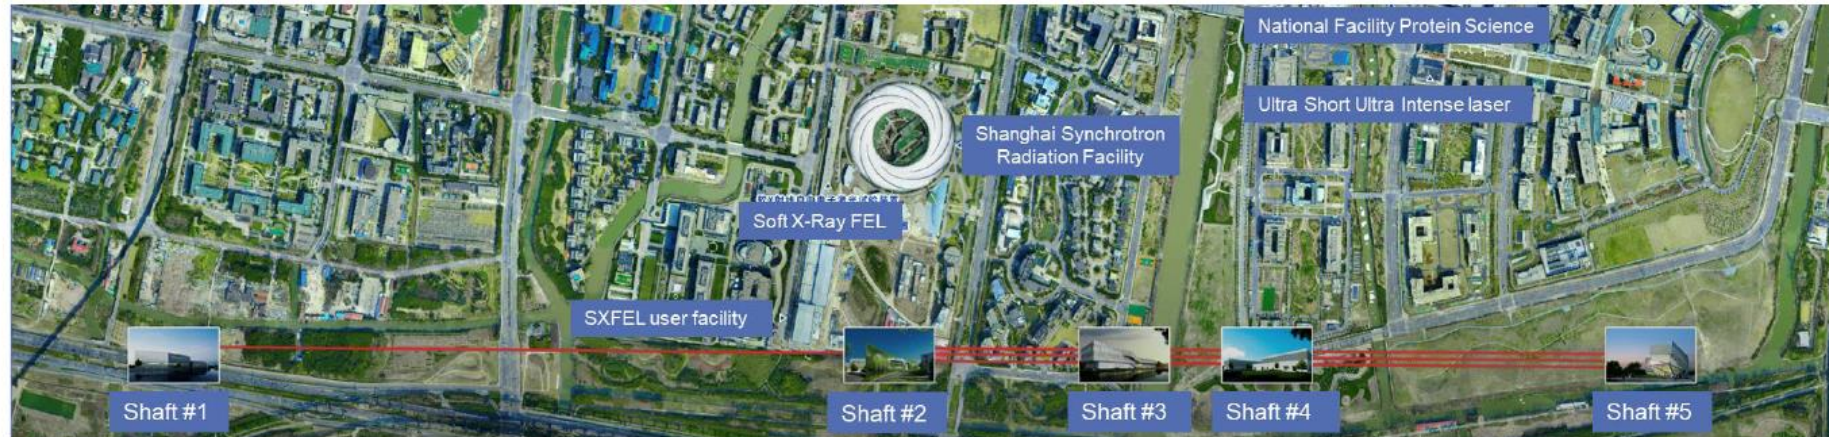 National Facility Protein Science
Ultra Short Ultra Intense laser
Shanghai Synchrotron
Radiation Facility
Soft X-Ray FEL
SXFEL user facility
Shaft #1
Shaft #2
Shaft #3
Shaft #4
Shaft #5